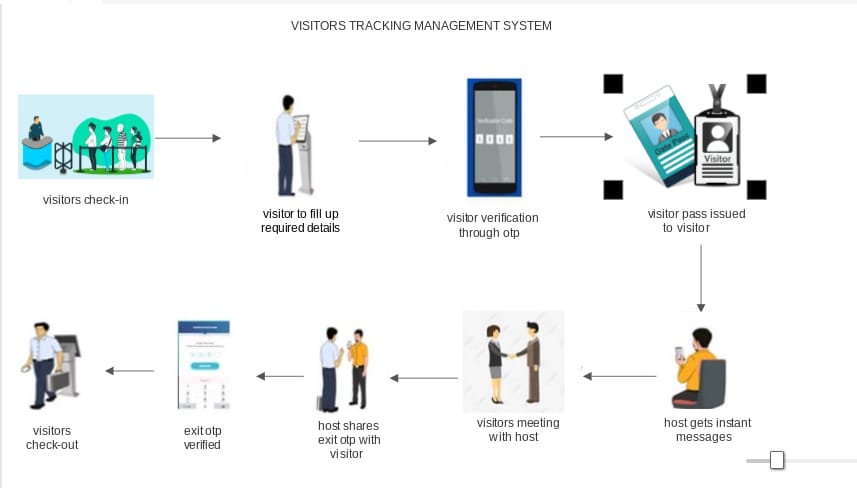 VISITORS TRACKING MANAGEMENT SYSTEM
visitors check-in
visitor to fill up
required details
Verification Code
visitor verification
through otp
Gate Pass
Visitor
visitor pass issued
to visitor
visitors
check-out
exit otp
verified
host shares
exit otp with
visitor
visitors meeting
with host
host gets instant
messages